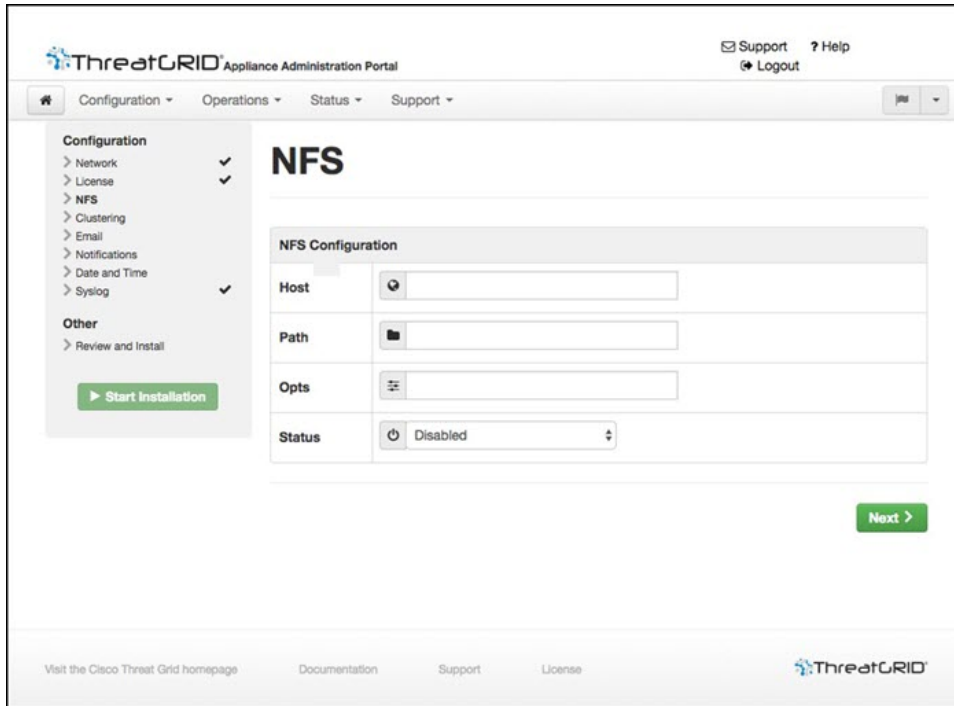 ThreatGRID Appliance Administration Portal
Support ? Help
Logout
Configuration Operations Status Support
Configuration
Network
License
NFS
Clustering
Email
Notifications
Date and Time
Syslog
Other
Review and Install
Start Installation
NFS
NFS Configuration
Host
Path
Opts
Status Disabled
Next
Visit the Cisco Threat Grid homepage Documentation Support License ThreatGRID